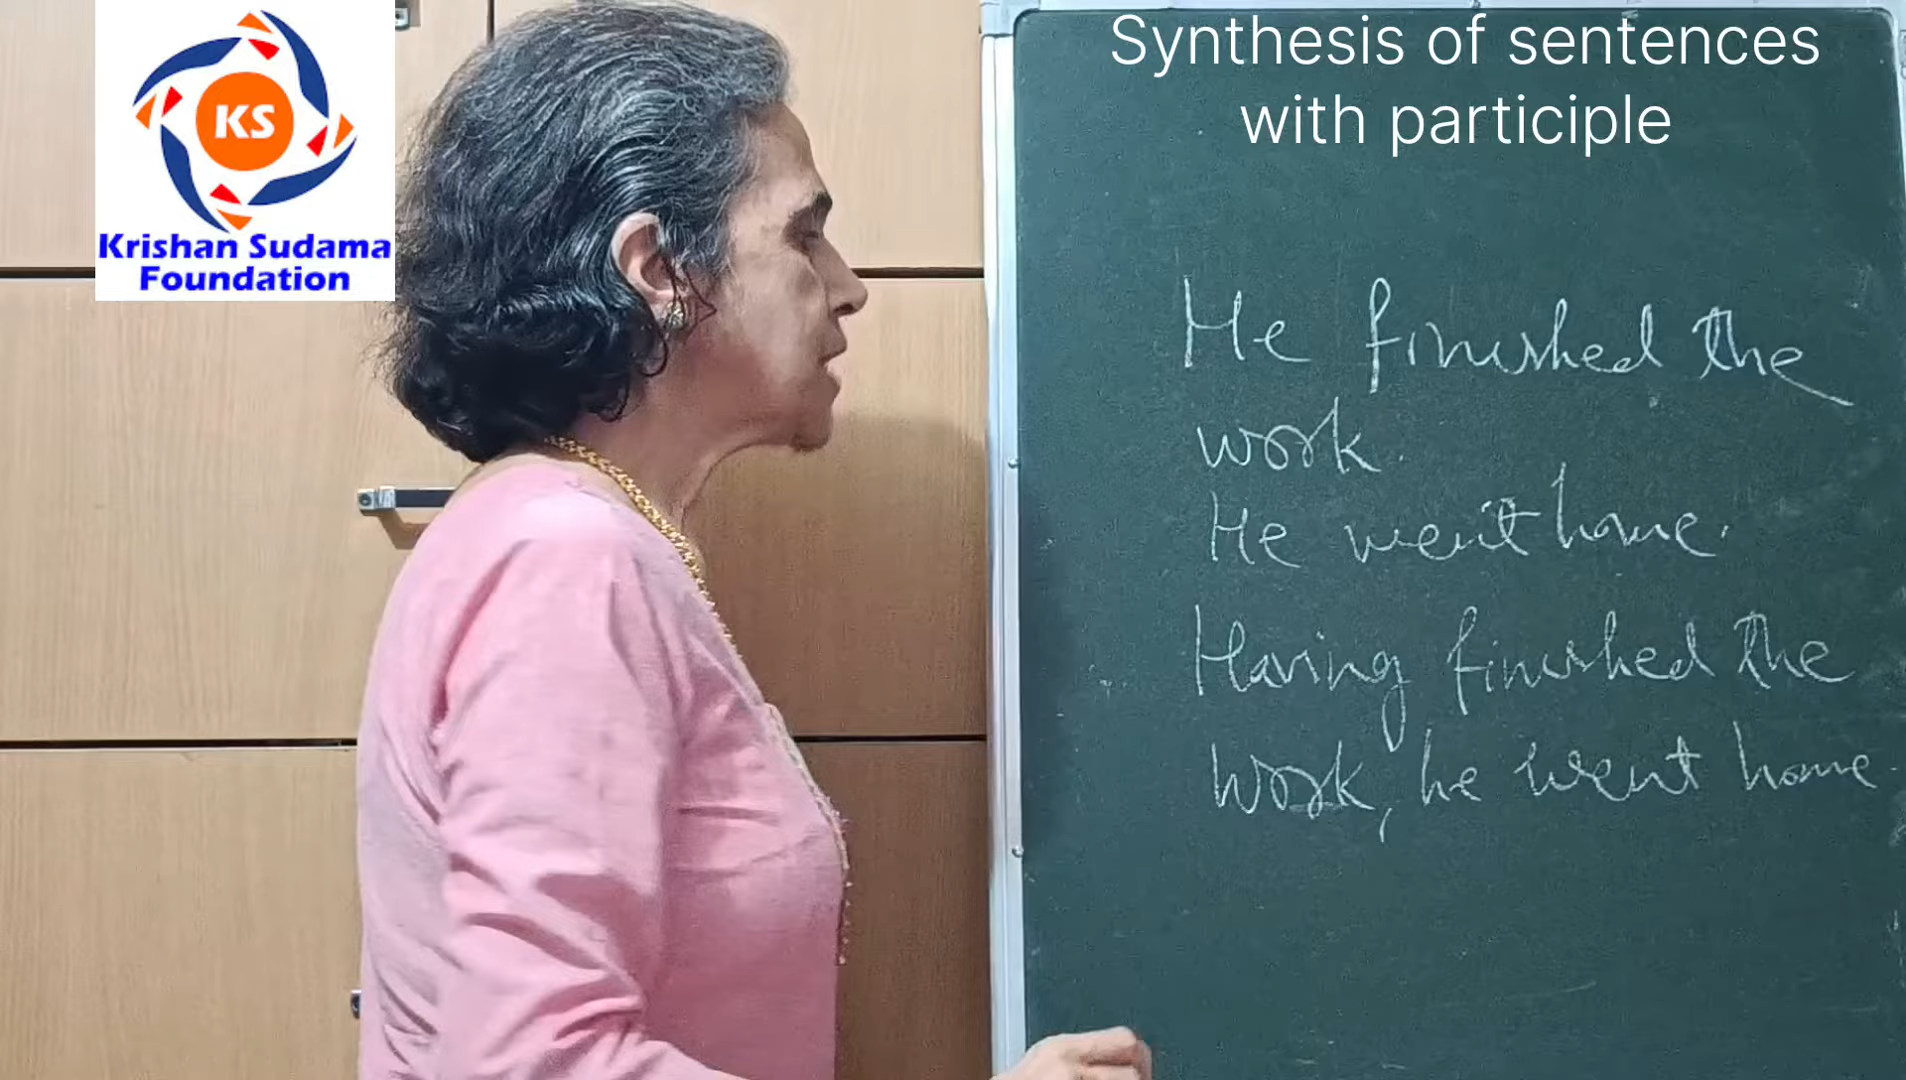 KS
Krishan Sudama
Foundation
Synthesis of sentences
with participle
He finished the
work.
He went home.
Having finished the
work, he went home.